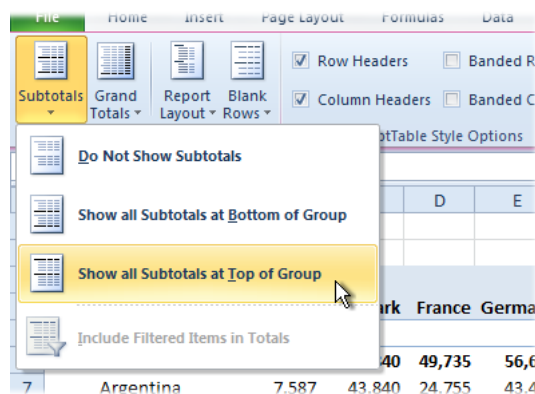 File Home Insert Page Layout Formulas Data
Row Headers Banded R
Subtotals Grand Totals Report Layout Blank Rows
Column Headers Banded C
tTable Style Options
Do Not Show Subtotals
Show all Subtotals at Bottom of Group
D E
Show all Subtotals at Top of Group
ark France Germa
Include Filtered Items in Totals
40 49,735 56,6
7 Argentina 7,587 43,840 24,755 43,4